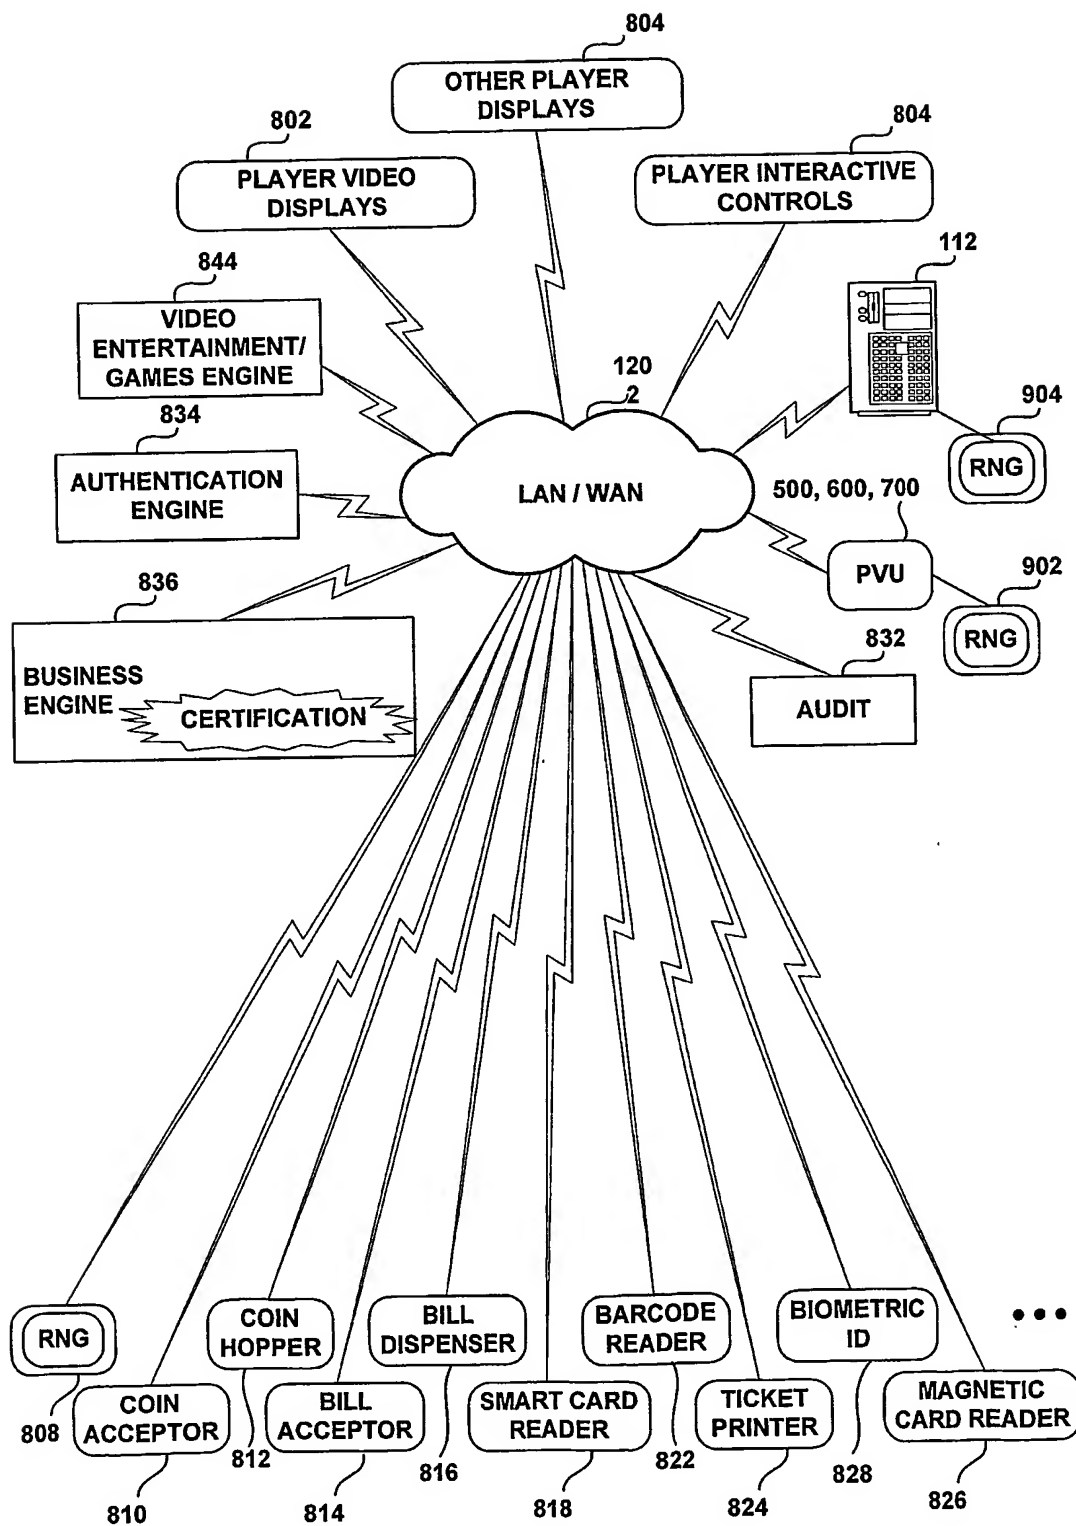 804
OTHER PLAYER
DISPLAYS
802
PLAYER VIDEO
DISPLAYS
804
PLAYER INTERACTIVE
CONTROLS
844
VIDEO
ENTERTAINMENT/
GAMES ENGINE
112
120
2
904
RNG
834
AUTHENTICATION
ENGINE
LAN / WAN
500, 600, 700
PVU
902
RNG
836
BUSINESS
ENGINE
CERTIFICATION
832
AUDIT
RNG
808
COIN
ACCEPTOR
810
COIN
HOPPER
812
BILL
ACCEPTOR
814
BILL
DISPENSER
816
SMART CARD
READER
818
BARCODE
READER
822
TICKET
PRINTER
824
BIOMETRIC
ID
828
MAGNETIC
CARD READER
826